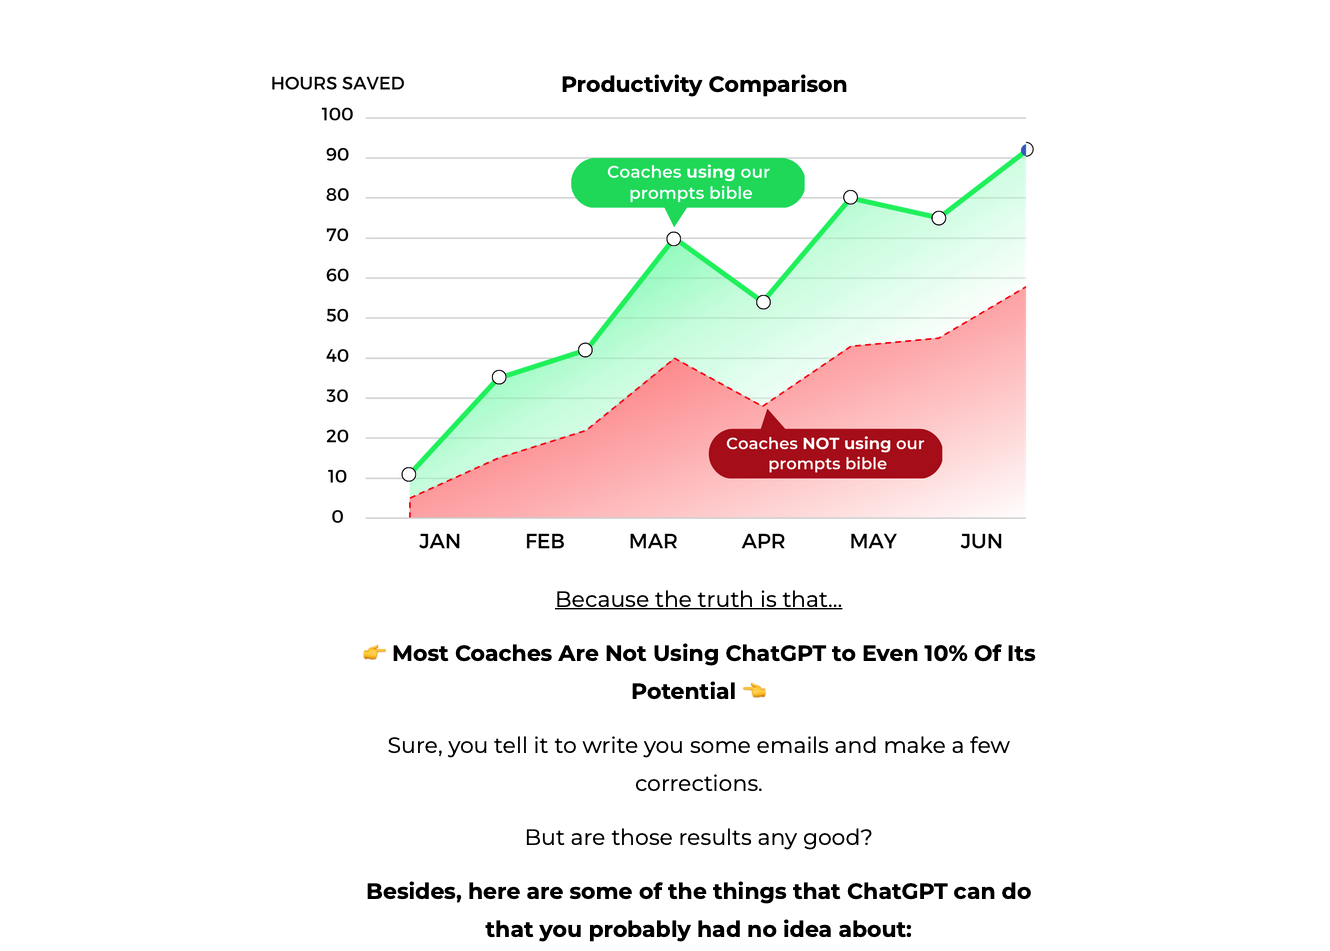 HOURS SAVED
Productivity Comparison
100
90
80
70
60
50
40
30
20
10
0
Coaches using our
prompts bible
Coaches NOT using our
prompts bible
JAN FEB MAR APR MAY JUN
Because the truth is that...
👉 Most Coaches Are Not Using ChatGPT to Even 10% Of Its
Potential 👈
Sure, you tell it to write you some emails and make a few
corrections.
But are those results any good?
Besides, here are some of the things that ChatGPT can do
that you probably had no idea about: